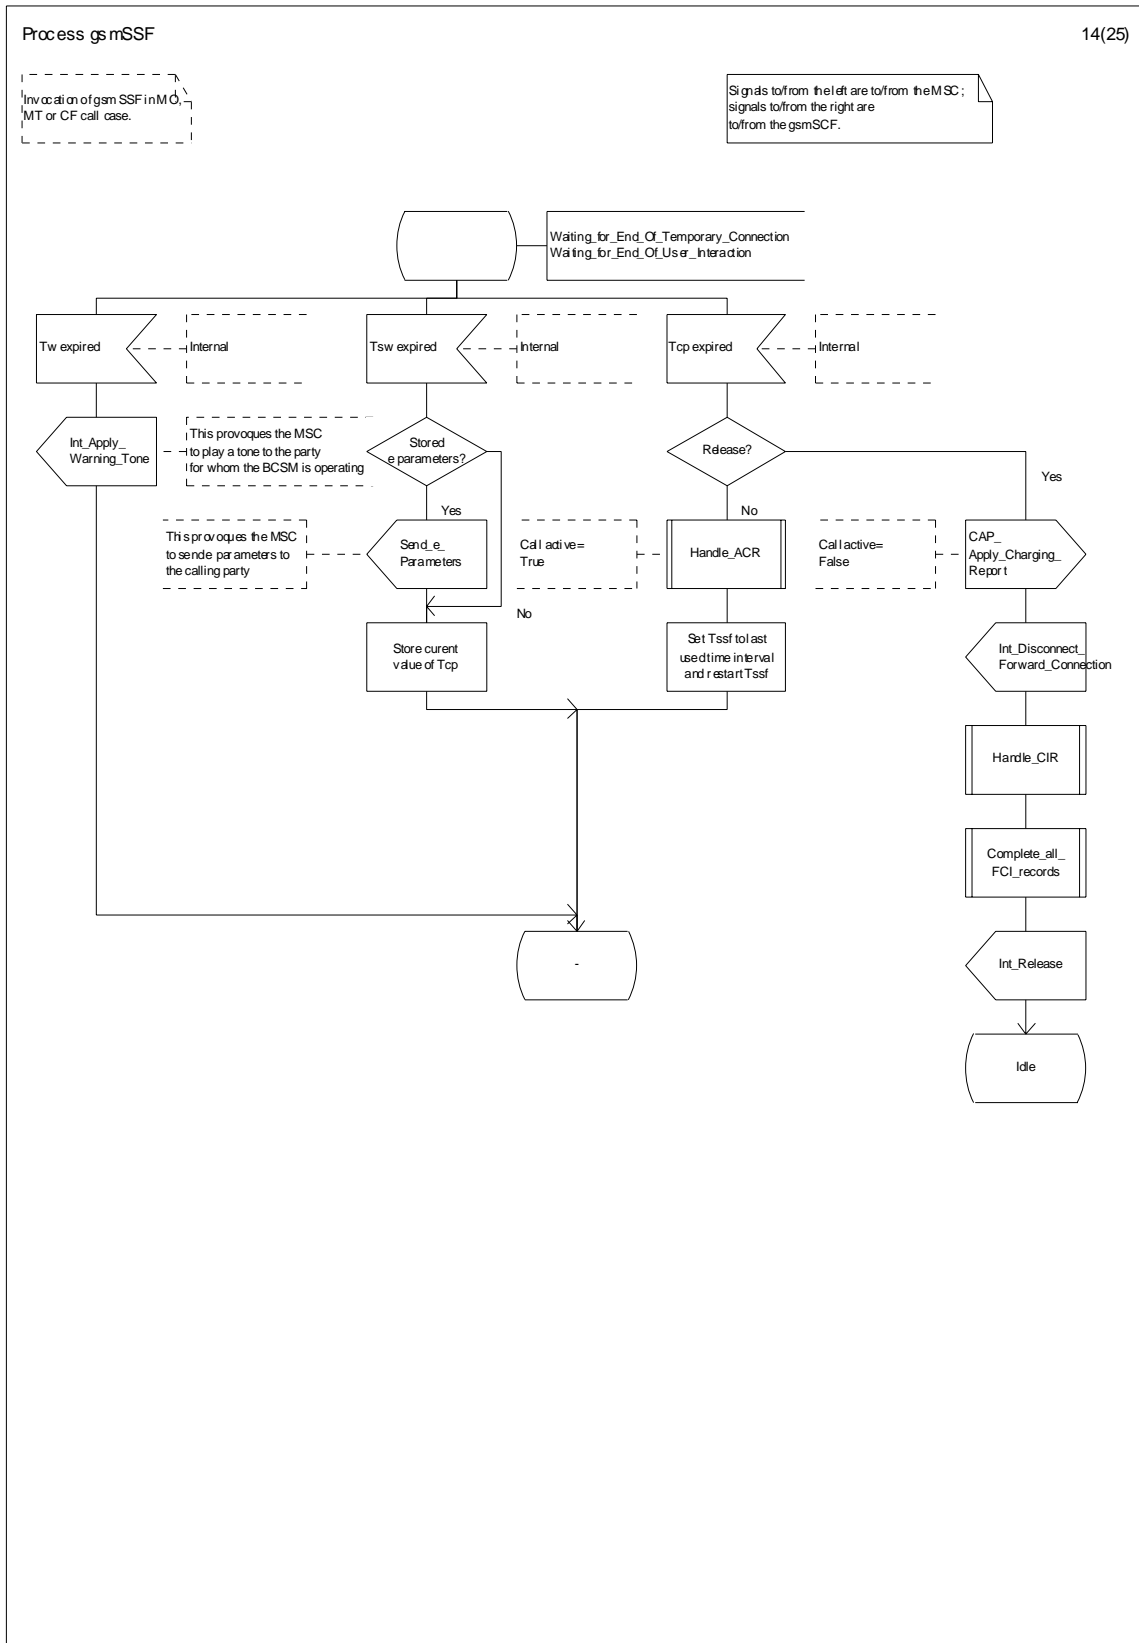 Process gsmSSF
14(25)
Invocation of gsmSSF in MO,
MT or CF call case.
Signals to/from the left are to/from the MSC;
signals to/from the right are
to/from the gsmSCF.
Waiting_for_End_Of_Temporary_Connection
Waiting_for_End_Of_User_Interaction
Tw expired
Internal
Tsw expired
Internal
Tcp expired
Internal
Int_Apply_
Warning_Tone
This provoques the MSC
to play a tone to the party
for whom the BCSM is operating
Stored
e parameters?
Release?
Yes
Yes
No
This provoques the MSC
to sende parameters to
the calling party
Send_e_
Parameters
Call active=
True
Handle_ACR
Call active=
False
CAP_
Apply_Charging_
Report
No
Store curent
value of Tcp
Set Tssf to last
used time interval
and restart Tssf
Int_Disconnect_
Forward_Connection
Handle_CIR
Complete_all_
FCI_records
-
Int_Release
Idle